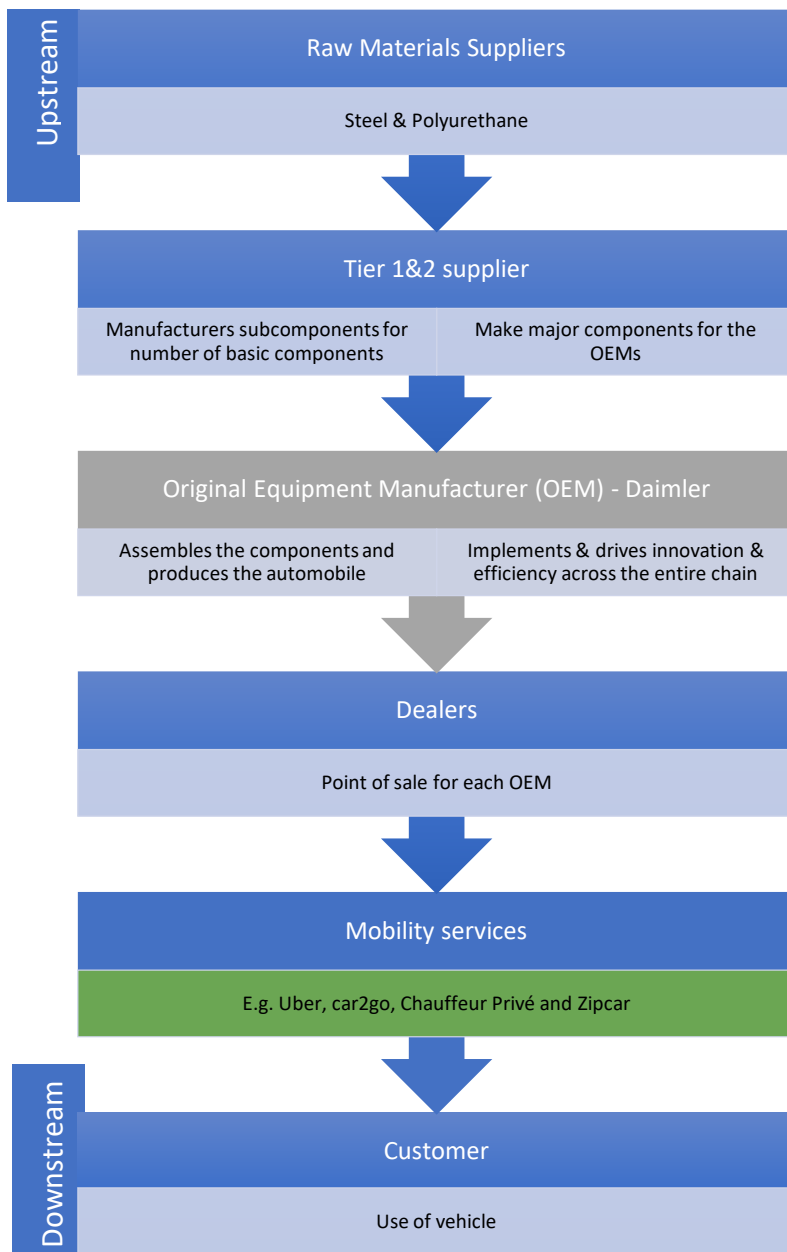 Upstream
Raw Materials Suppliers
Steel & Polyurethane
Tier 1&2 supplier
Manufacturers subcomponents for
number of basic components
Make major components for the
OEMs
Original Equipment Manufacturer (OEM) - Daimler
Assembles the components and
produces the automobile
Implements & drives innovation &
efficiency across the entire chain
Dealers
Point of sale for each OEM
Mobility services
E.g. Uber, car2go, Chauffeur Privé and Zipcar
Downstream
Customer
Use of vehicle